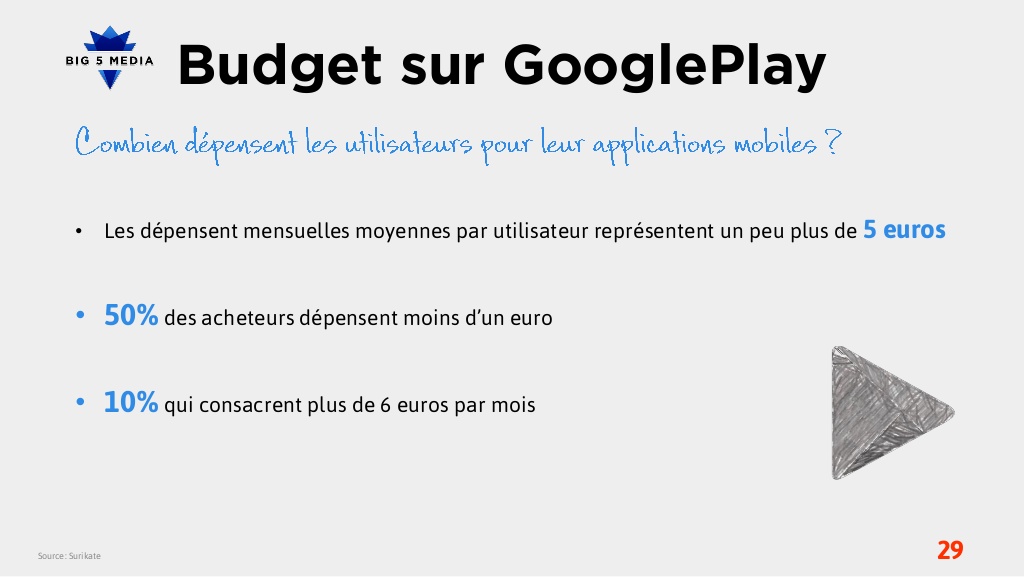 BIG 5 MEDIA
Budget sur GooglePlay
Combien dépensent les utilisateurs pour leur applications mobiles ?
• Les dépensent mensuelles moyennes par utilisateur représentent un peu plus de 5 euros
• 50% des acheteurs dépensent moins d’un euro
• 10% qui consacrent plus de 6 euros par mois
Source: Surikate
29